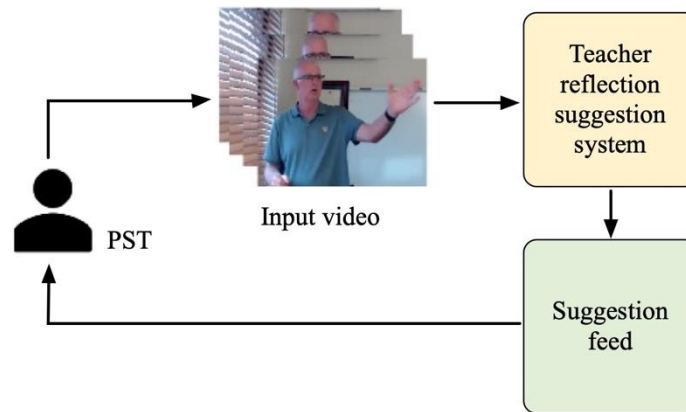 Teacher
reflection
suggestion
system
Input video
PST
Suggestion
feed